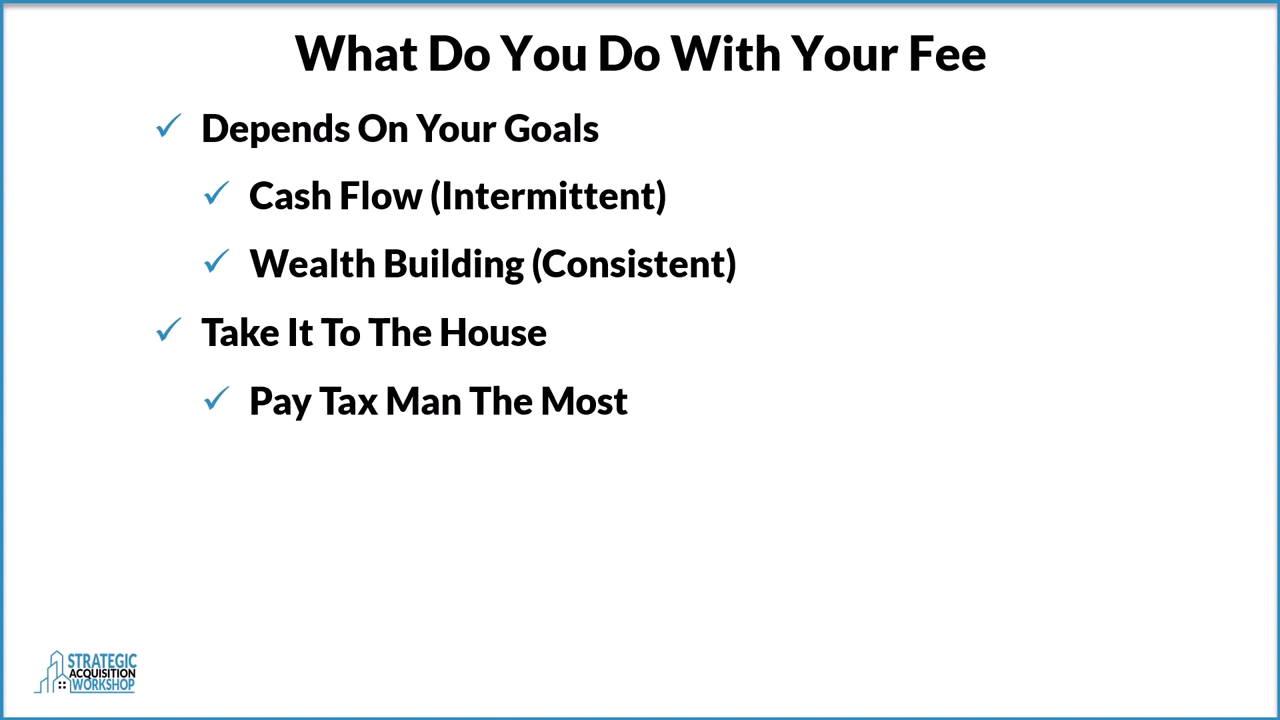 What Do You Do With Your Fee
Depends On Your Goals
Cash Flow (Intermittent)
Wealth Building (Consistent)
Take It To The House
Pay Tax Man The Most
STRATEGIC
ACQUISITION
WORKSHOP